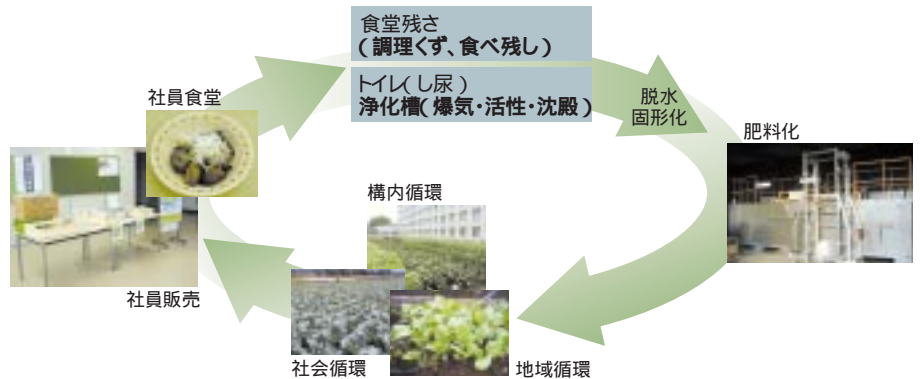 食堂残さ
(調理くず、食べ残し)
トイレ(し尿)
浄化槽(爆気・活性・沈殿)
脱水
固形化
肥料化
社員食堂
構内循環
社員販売
社会循環
地域循環